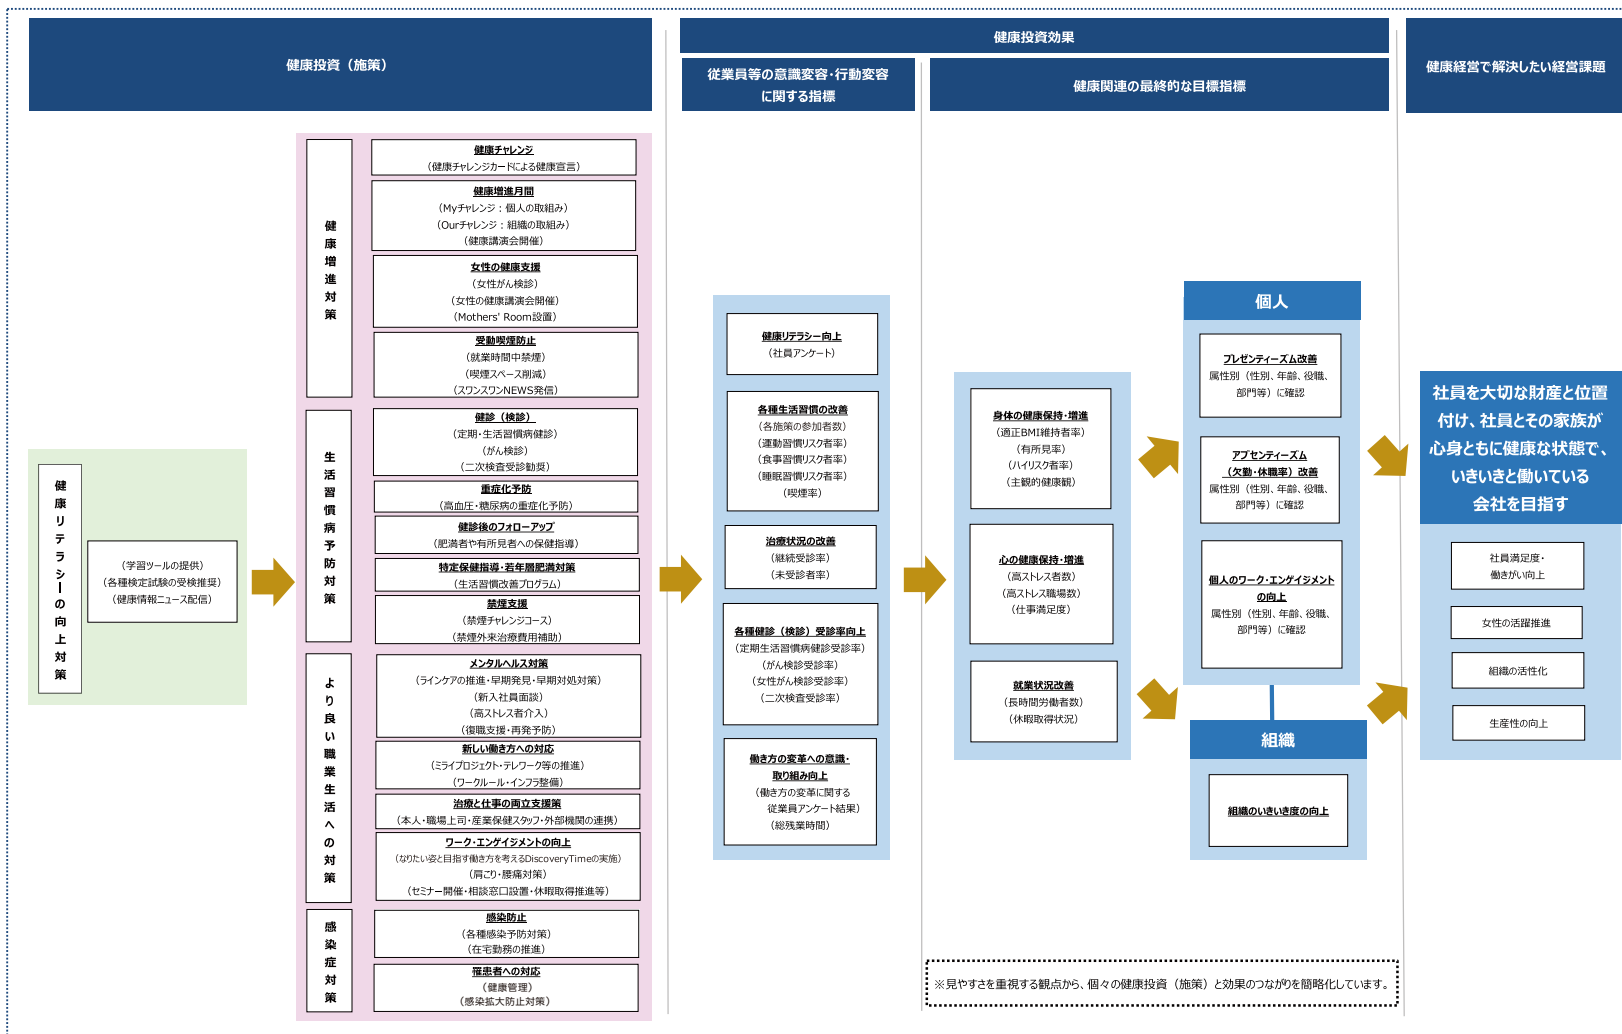 健康投資（施策）
健康投資効果
従業員等の意識変容・行動変容
に関する指標
健康関連の最終的な目標指標
健康経営で解決したい経営課題
健康リテラシーの向上対策
（学習ツールの提供）
（各種検定試験の受検推奨）
（健康情報ニュース配信）
健康増進対策
健康チャレンジ
（健康チャレンジカードによる健康宣言）
健康増進月間
（Myチャレンジ：個人の取組み）
（Ourチャレンジ：組織の取組み）
（健康講演会開催）
女性の健康支援
（女性がん検診）
（女性の健康講演会開催）
（Mothers' Room設置）
受動喫煙防止
（就業時間中禁煙）
（喫煙スペース削減）
（スワンスワンNEWS発信）
生活習慣病予防対策
健診（検診）
（定期・生活習慣病健診）
（がん検診）
（二次検査受診勧奨）
重症化予防
（高血圧・糖尿病の重症化予防）
健診後のフォローアップ
（肥満者や有所見者への保健指導）
特定保健指導・若年層肥満対策
（生活習慣改善プログラム）
禁煙支援
（禁煙チャレンジコース）
（禁煙外来治療費用補助）
より良い職業生活への対策
メンタルヘルス対策
（ラインケアの推進・早期発見・早期対処対策）
（新入社員面談）
（高ストレス者介入）
（復職支援・再発予防）
新しい働き方への対応
（ミライプロジェクト・テレワーク等の推進）
（ワークルール・インフラ整備）
治療と仕事の両立支援策
（本人・職場上司・産業保健スタッフ・外部機関の連携）
ワーク・エンゲイジメントの向上
（なりたい姿と目指す働き方を考えるDiscoveryTimeの実施）
（肩こり・腰痛対策）
（セミナー開催・相談窓口設置・休暇取得推進等）
感染症対策
感染防止
（各種感染予防対策）
（在宅勤務の推進）
罹患者への対応
（健康管理）
（感染拡大防止対策）
健康リテラシー向上
（社員アンケート）
各種生活習慣の改善
（各施策の参加者数）
（運動習慣リスク者率）
（食事習慣リスク者率）
（睡眠習慣リスク者率）
（喫煙率）
治療状況の改善
（継続受診率）
（未受診者率）
各種健診（検診）受診率向上
（定期生活習慣病健診受診率）
（がん検診受診率）
（女性がん検診受診率）
（二次検査受診率）
働き方の変革への意識・
取り組み向上
（働き方の変革に関する
従業員アンケート結果）
（総残業時間）
身体の健康保持・増進
（適正BMI維持者率）
（有所見率）
（ハイリスク者率）
（主観的健康観）
心の健康保持・増進
（高ストレス者数）
（高ストレス職場数）
（仕事満足度）
就業状況改善
（長時間労働者数）
（休暇取得状況）
個人
プレゼンティーズム改善
属性別（性別、年齢、役職、
部門等）に確認
アブセンティーズム
（欠勤・休職率）改善
属性別（性別、年齢、役職、
部門等）に確認
個人のワーク・エンゲイジメント
の向上
属性別（性別、年齢、役職、
部門等）に確認
組織
組織のいきいき度の向上
社員を大切な財産と位置
付け、社員とその家族が
心身ともに健康な状態で、
いきいきと働いている
会社を目指す
社員満足度・
働きがい向上
女性の活躍推進
組織の活性化
生産性の向上
※見やすさを重視する観点から、個々の健康投資（施策）と効果のつながりを簡略化しています。